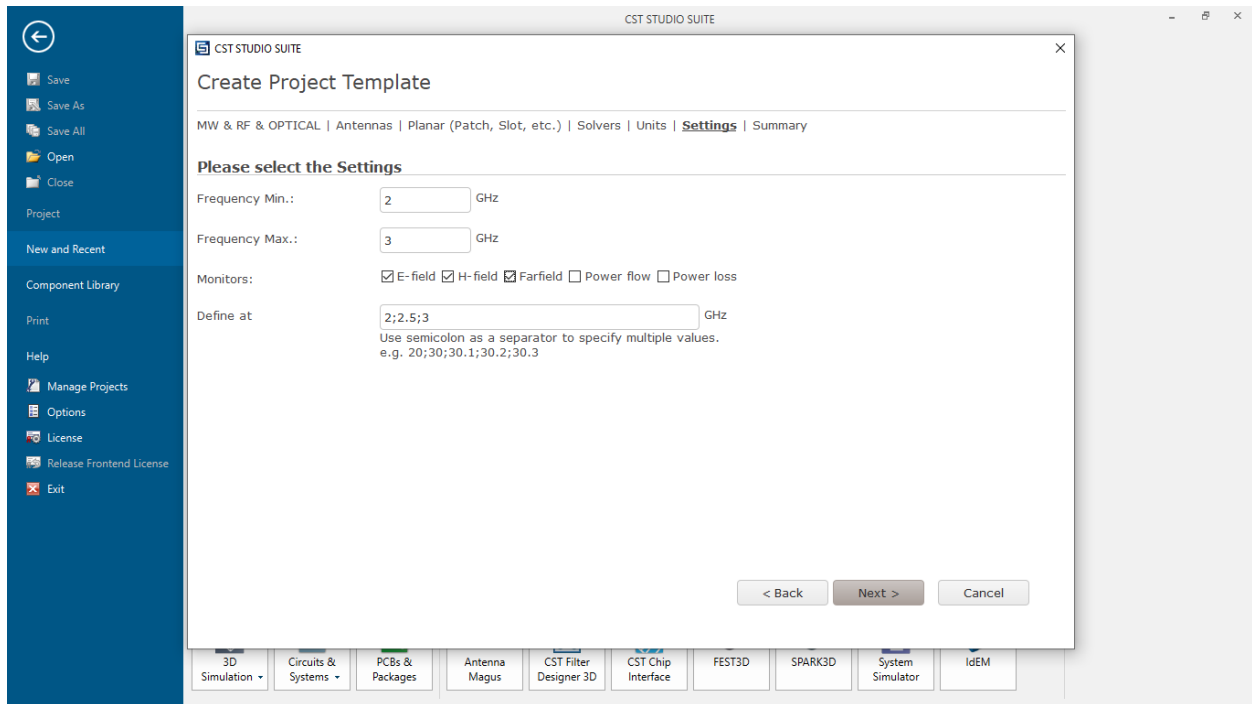 CST STUDIO SUITE
CST STUDIO SUITE
Create Project Template
MW & RF & OPTICAL | Antennas | Planar (Patch, Slot, etc.) | Solvers | Units | Settings | Summary
Please select the Settings
Frequency Min.: 2 GHz
Frequency Max.: 3 GHz
Monitors: E-field H-field Farfield Power flow Power loss
Define at 2;2.5;3 GHz
Use semicolon as a separator to specify multiple values.
e.g. 20;30;30.1;30.2;30.3
< Back Next > Cancel
Save
Save As
Save All
Open
Close
Project
New and Recent
Component Library
Print
Help
Manage Projects
Options
License
Release Frontend License
Exit
3D Simulation
Circuits & Systems
PCBs & Packages
Antenna Magus
CST Filter Designer 3D
CST Chip Interface
FEST3D
SPARK3D
System Simulator
IdEM